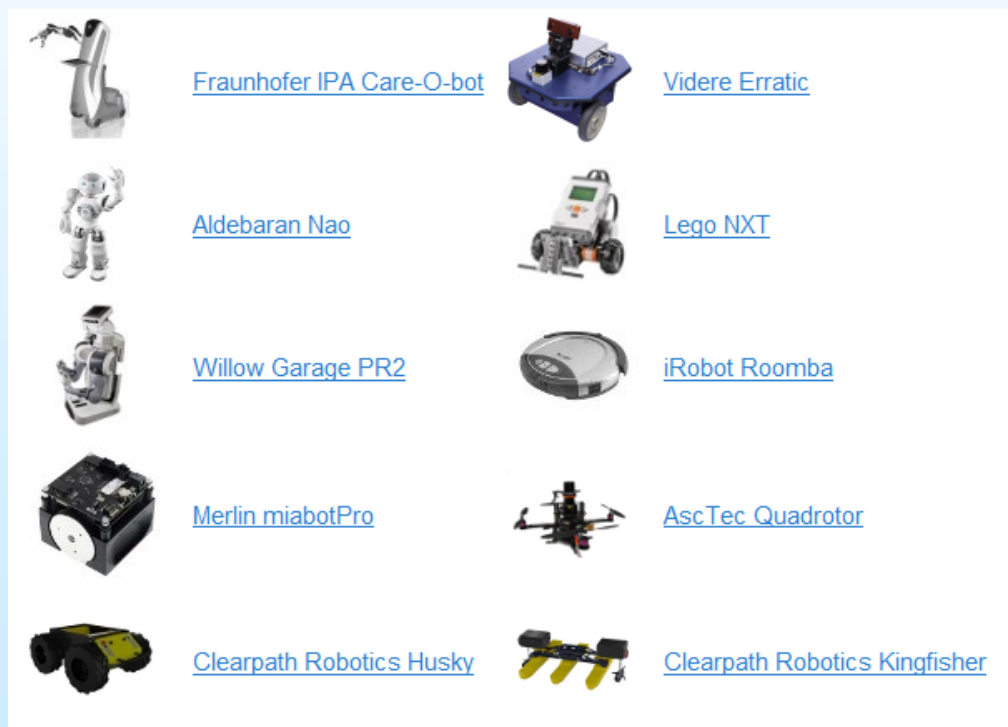 Fraunhofer IPA Care-O-bot
Videre Erratic
Aldebaran Nao
Lego NXT
Willow Garage PR2
iRobot Roomba
Merlin miabotPro
AscTec Quadrotor
Clearpath Robotics Husky
Clearpath Robotics Kingfisher